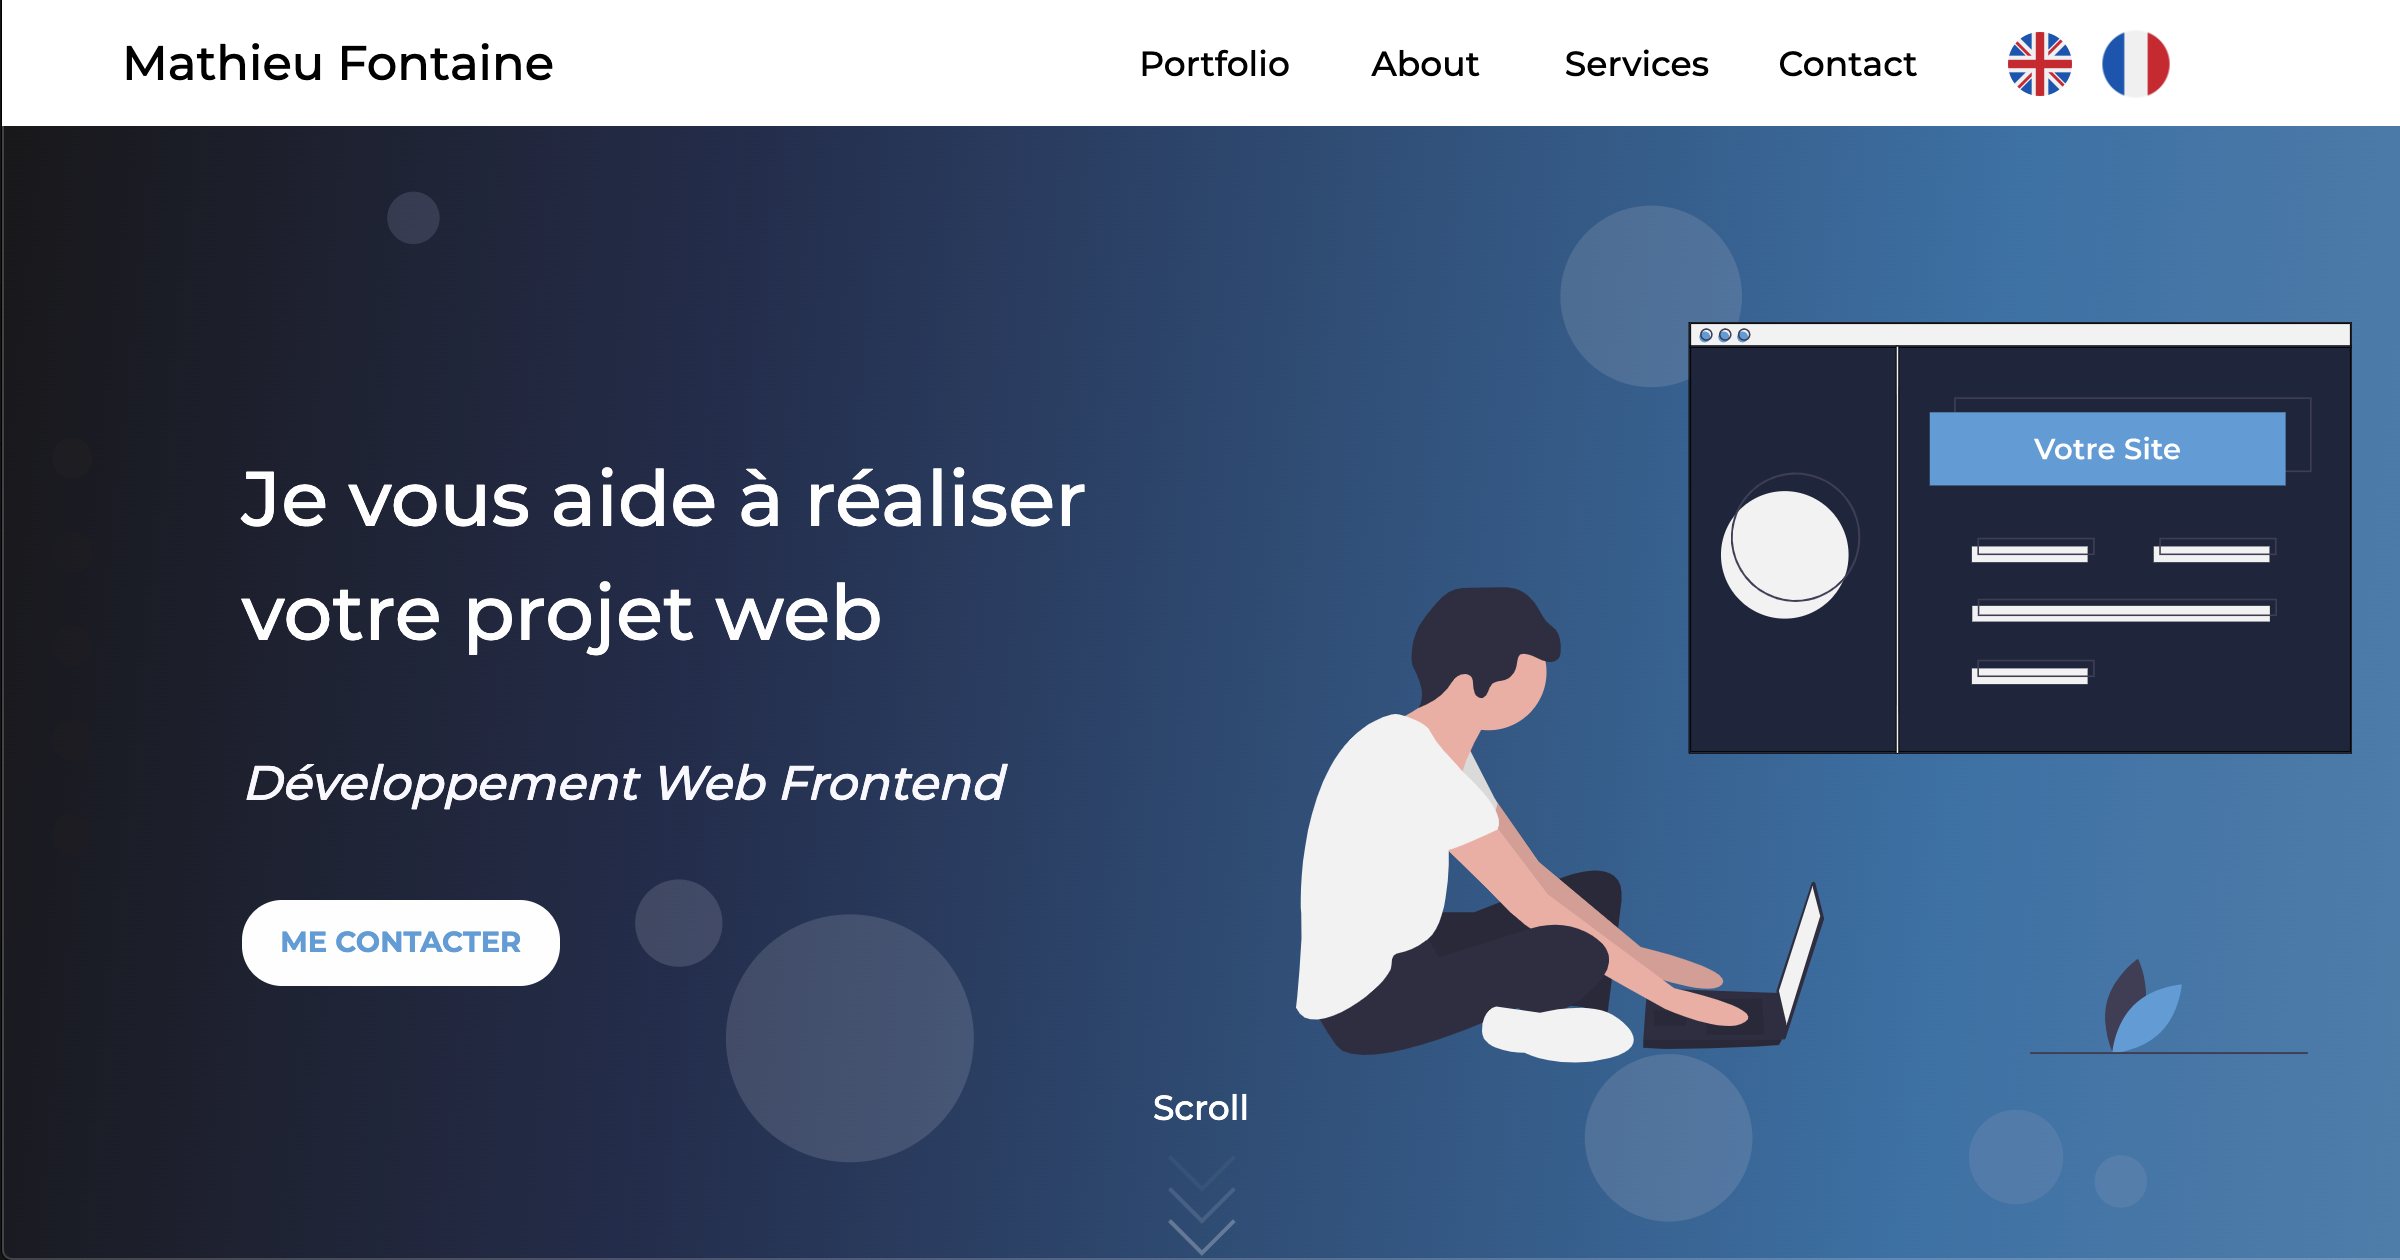 Mathieu Fontaine
Portfolio About Services Contact
Je vous aide à réaliser
votre projet web
Développement Web Frontend
ME CONTACTER
Votre Site
Scroll